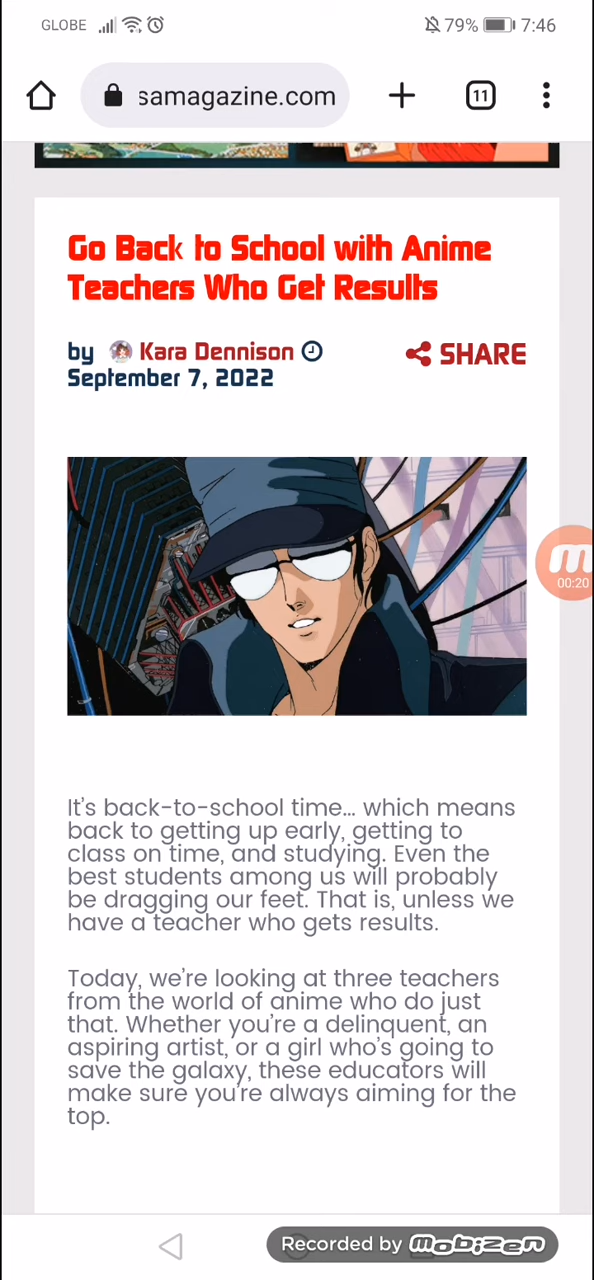 GLOBE 79% 7:46
samagazine.com 11
Go Back to School with Anime
Teachers Who Get Results
by Kara Dennison
September 7, 2022
SHARE
00:20
It's back-to-school time... which means
back to getting up early, getting to
class on time, and studying. Even the
best students among us will probably
be dragging our feet. That is, unless we
have a teacher who gets results.
Today, we're looking at three teachers
from the world of anime who do just
that. Whether you're a delinquent, an
aspiring artist, or a girl who's going to
save the galaxy, these educators will
make sure you're always aiming for the
top.
Recorded by mobizen